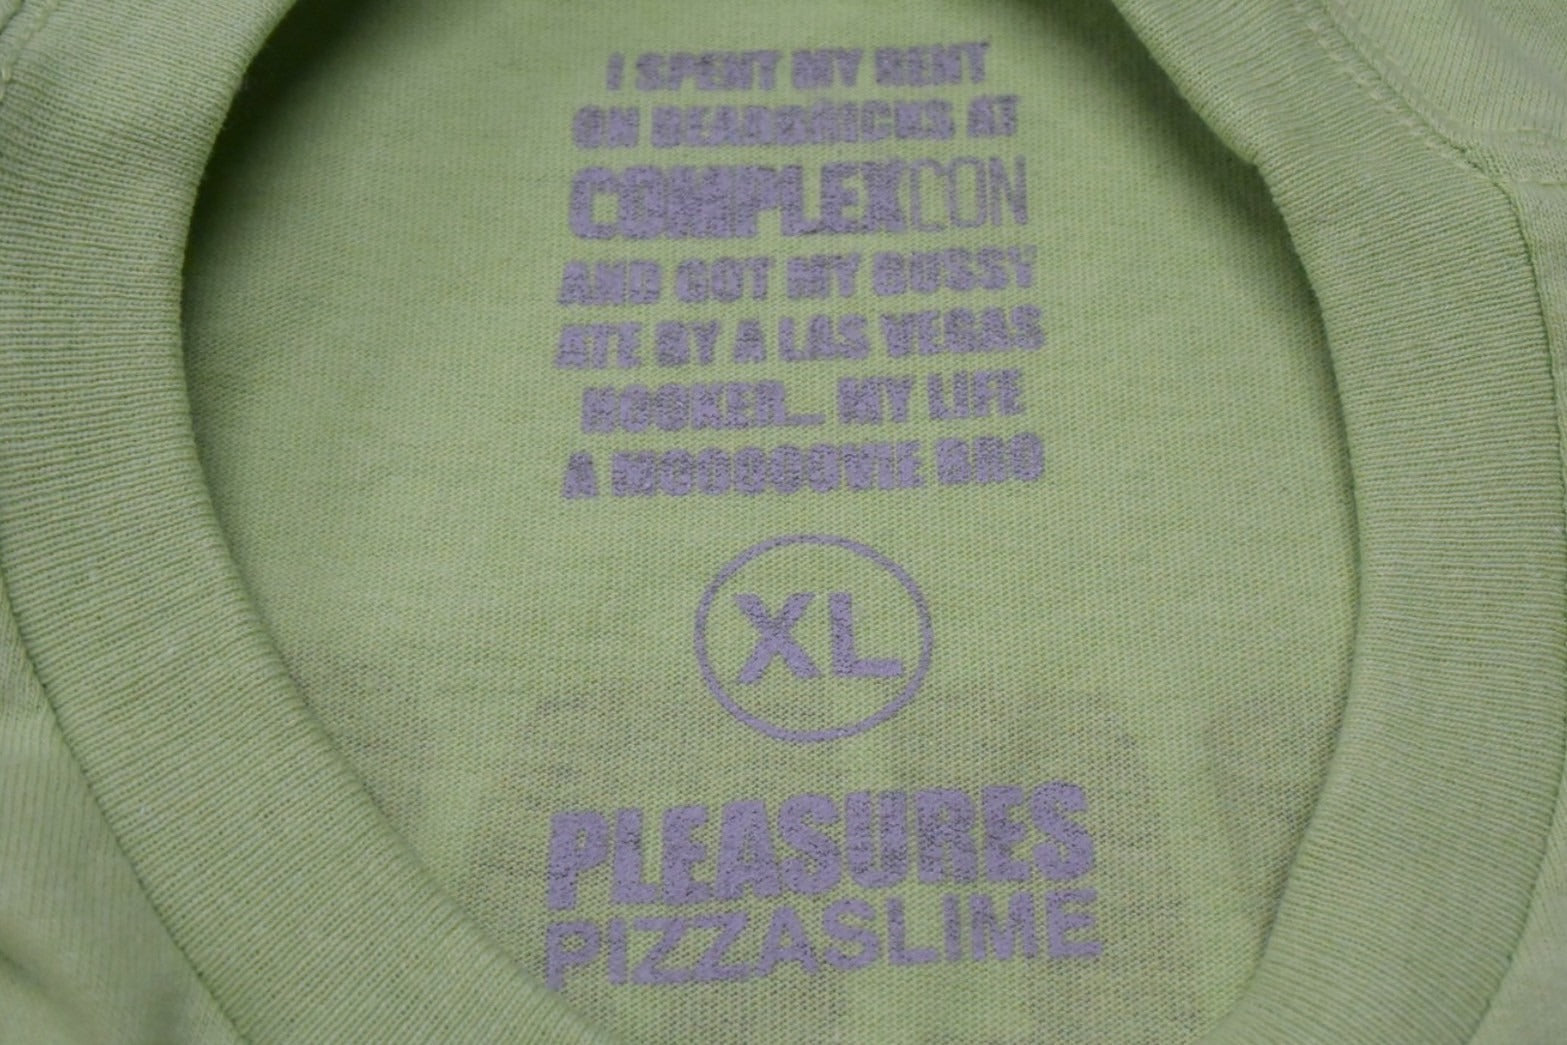 I SPENT MY RENT
ON BEARBRICKS AT
COMPLEXCON
AND GOT MY BUSSY
ATE BY A LAS VEGAS
HOOKER... MY LIFE
A MOOOOOVIE BRO
XL
PLEASURES
PIZZASLIME